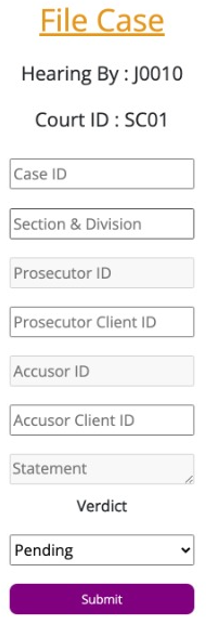 File Case
Hearing By : J0010
Court ID : SC01
Case ID
Section & Division
Prosecutor ID
Prosecutor Client ID
Accusor ID
Accusor Client ID
Statement
Verdict
Pending
Submit